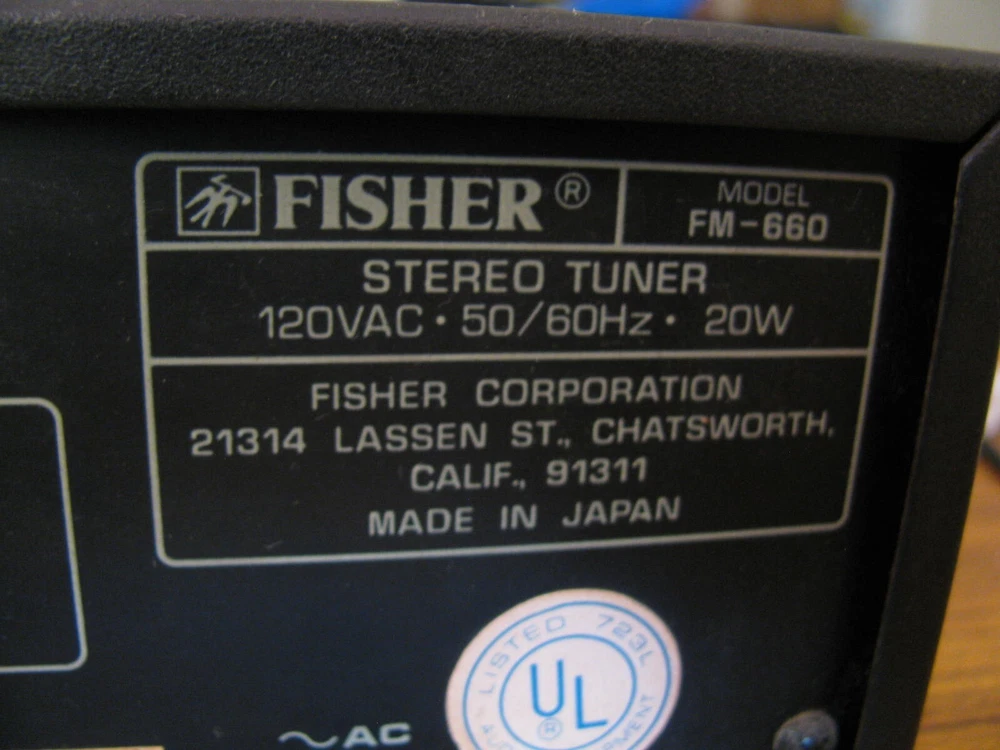 FISHER®
MODEL
FM-660
STEREO TUNER
120VAC · 50/60Hz · 20W
FISHER CORPORATION
21314 LASSEN ST., CHATSWORTH,
CALIF., 91311
MADE IN JAPAN
LISTED 723L
UL®
~AC